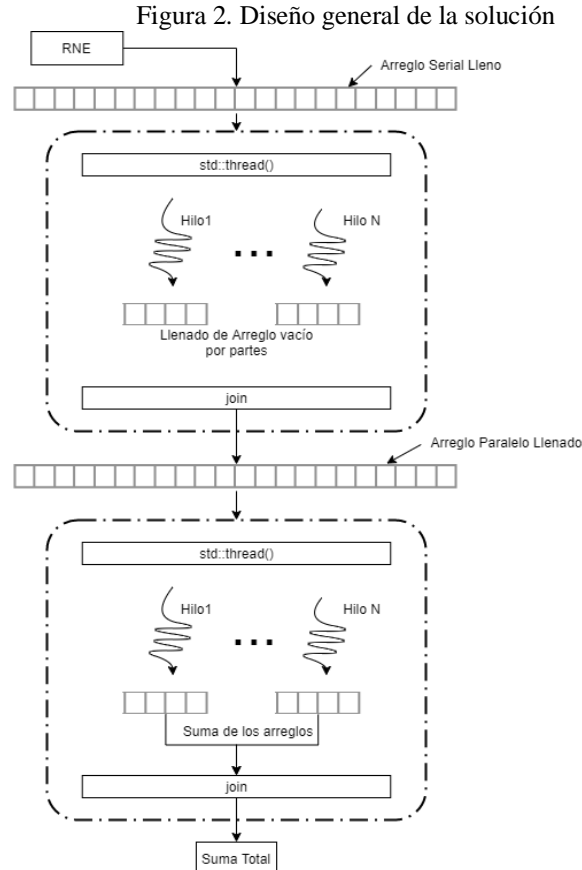 Figura 2. Diseño general de la solución
RNE
Arreglo Serial Lleno
std::thread()
Hilo1
Hilo N
...
Llenado de Arreglo vacío
por partes
join
Arreglo Paralelo Llenado
std::thread()
Hilo1
Hilo N
...
Suma de los arreglos
join
Suma Total